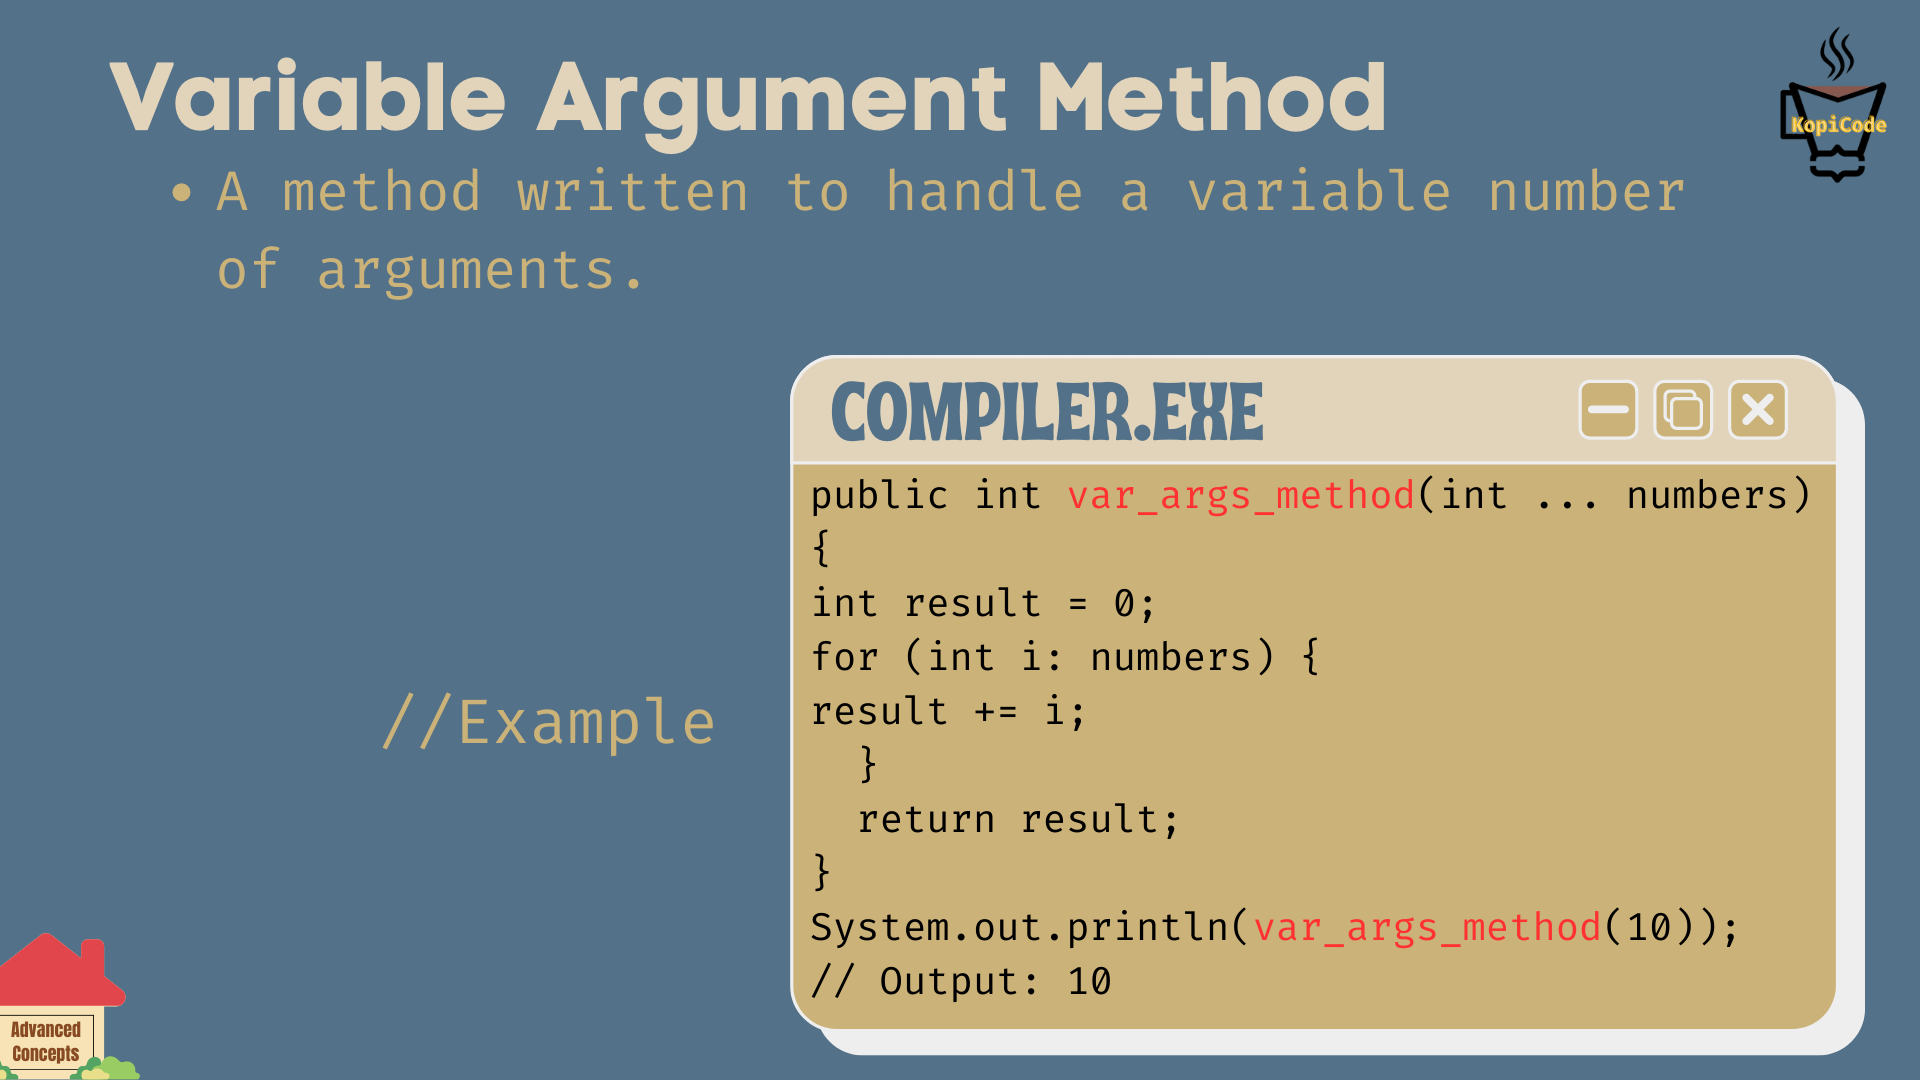 Variable Argument Method
KopiCode
• A method written to handle a variable number
of arguments.
COMPILER.EXE
public int var_args_method(int ... numbers)
{
int result = 0;
for (int i: numbers) {
result += i;
  }
  return result;
}
System.out.println(var_args_method(10));
// Output: 10
//Example
Advanced
Concepts